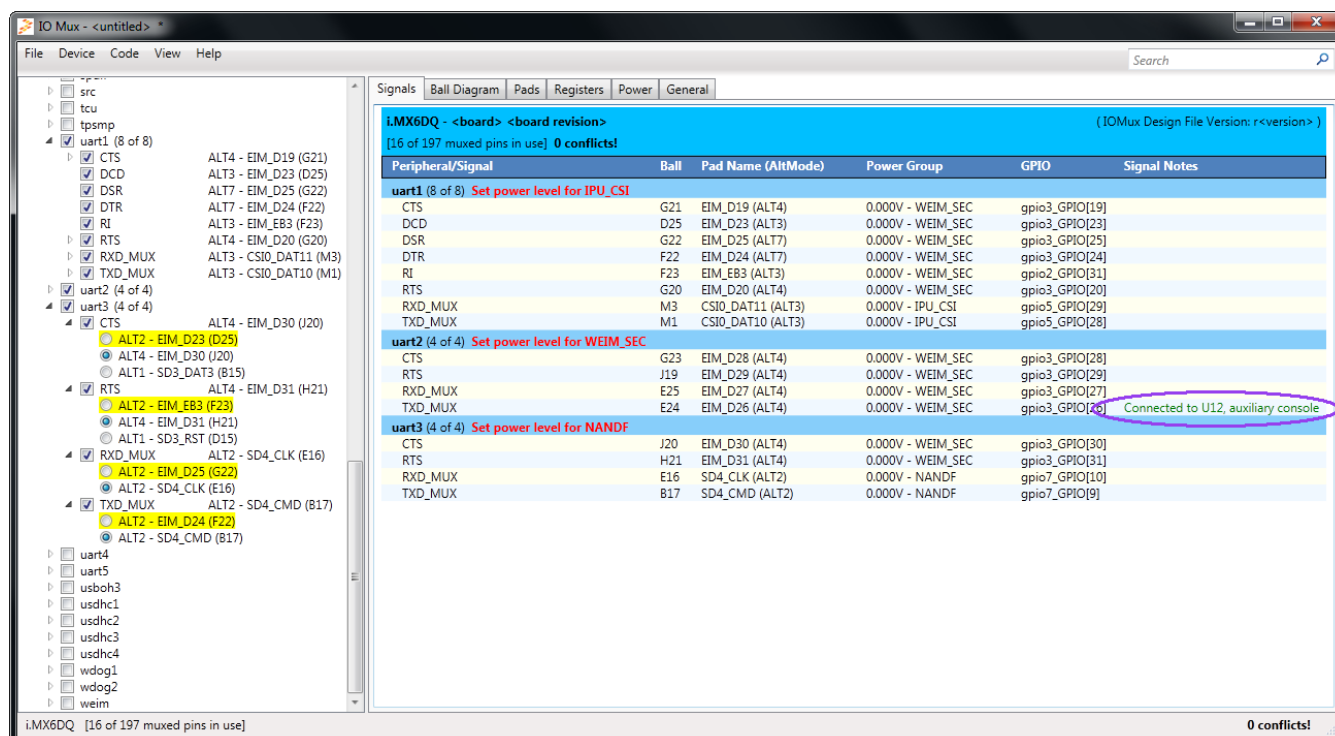 IO Mux - <untitled> *
File Device Code View Help
Search
src
tcu
tpsmp
uart1 (8 of 8)
CTS ALT4 - EIM_D19 (G21)
DCD ALT3 - EIM_D23 (D25)
DSR ALT7 - EIM_D25 (G22)
DTR ALT7 - EIM_D24 (F22)
RI ALT3 - EIM_EB3 (F23)
RTS ALT4 - EIM_D20 (G20)
RXD_MUX ALT3 - CSI0_DAT11 (M3)
TXD_MUX ALT3 - CSI0_DAT10 (M1)
uart2 (4 of 4)
uart3 (4 of 4)
CTS ALT4 - EIM_D30 (J20)
ALT2 - EIM_D23 (D25)
ALT4 - EIM_D30 (J20)
ALT1 - SD3_DAT3 (B15)
RTS ALT4 - EIM_D31 (H21)
ALT2 - EIM_EB3 (F23)
ALT4 - EIM_D31 (H21)
ALT1 - SD3_RST (D15)
RXD_MUX ALT2 - SD4_CLK (E16)
ALT2 - EIM_D25 (G22)
ALT2 - SD4_CLK (E16)
TXD_MUX ALT2 - SD4_CMD (B17)
ALT2 - EIM_D24 (F22)
ALT2 - SD4_CMD (B17)
uart4
uart5
usboh3
usdhc1
usdhc2
usdhc3
usdhc4
wdog1
wdog2
weim
Signals Ball Diagram Pads Registers Power General
i.MX6DQ - <board> <board revision> ( IOMux Design File Version: r<version> )
[16 of 197 muxed pins in use] 0 conflicts!
Peripheral/Signal Ball Pad Name (AltMode) Power Group GPIO Signal Notes
uart1 (8 of 8) Set power level for IPU_CSI
CTS G21 EIM_D19 (ALT4) 0.000V - WEIM_SEC gpio3_GPIO[19]
DCD D25 EIM_D23 (ALT3) 0.000V - WEIM_SEC gpio3_GPIO[23]
DSR G22 EIM_D25 (ALT7) 0.000V - WEIM_SEC gpio3_GPIO[25]
DTR F22 EIM_D24 (ALT7) 0.000V - WEIM_SEC gpio3_GPIO[24]
RI F23 EIM_EB3 (ALT3) 0.000V - WEIM_SEC gpio2_GPIO[31]
RTS G20 EIM_D20 (ALT4) 0.000V - WEIM_SEC gpio3_GPIO[20]
RXD_MUX M3 CSI0_DAT11 (ALT3) 0.000V - IPU_CSI gpio5_GPIO[29]
TXD_MUX M1 CSI0_DAT10 (ALT3) 0.000V - IPU_CSI gpio5_GPIO[28]
uart2 (4 of 4) Set power level for WEIM_SEC
CTS G23 EIM_D28 (ALT4) 0.000V - WEIM_SEC gpio3_GPIO[28]
RTS J19 EIM_D29 (ALT4) 0.000V - WEIM_SEC gpio3_GPIO[29]
RXD_MUX E25 EIM_D27 (ALT4) 0.000V - WEIM_SEC gpio3_GPIO[27]
TXD_MUX E24 EIM_D26 (ALT4) 0.000V - WEIM_SEC gpio3_GPIO[26] Connected to U12, auxiliary console
uart3 (4 of 4) Set power level for NANDF
CTS J20 EIM_D30 (ALT4) 0.000V - WEIM_SEC gpio3_GPIO[30]
RTS H21 EIM_D31 (ALT4) 0.000V - WEIM_SEC gpio3_GPIO[31]
RXD_MUX E16 SD4_CLK (ALT2) 0.000V - NANDF gpio7_GPIO[10]
TXD_MUX B17 SD4_CMD (ALT2) 0.000V - NANDF gpio7_GPIO[9]
i.MX6DQ [16 of 197 muxed pins in use] 0 conflicts!